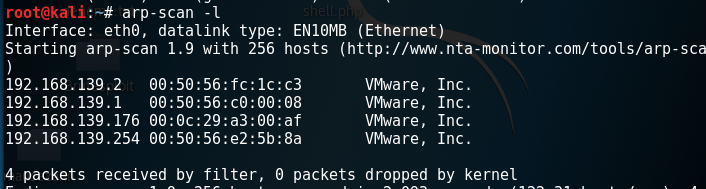 shell.php
root@kali:~# arp-scan -l
Interface: eth0, datalink type: EN10MB (Ethernet)
Starting arp-scan 1.9 with 256 hosts (http://www.nta-monitor.com/tools/arp-sca
)
192.168.139.2 00:50:56:fc:1c:c3 VMware, Inc.
192.168.139.1 00:50:56:c0:00:08 VMware, Inc.
192.168.139.176 00:0c:29:a3:00:af VMware, Inc.
192.168.139.254 00:50:56:e2:5b:8a VMware, Inc.
4 packets received by filter, 0 packets dropped by kernel